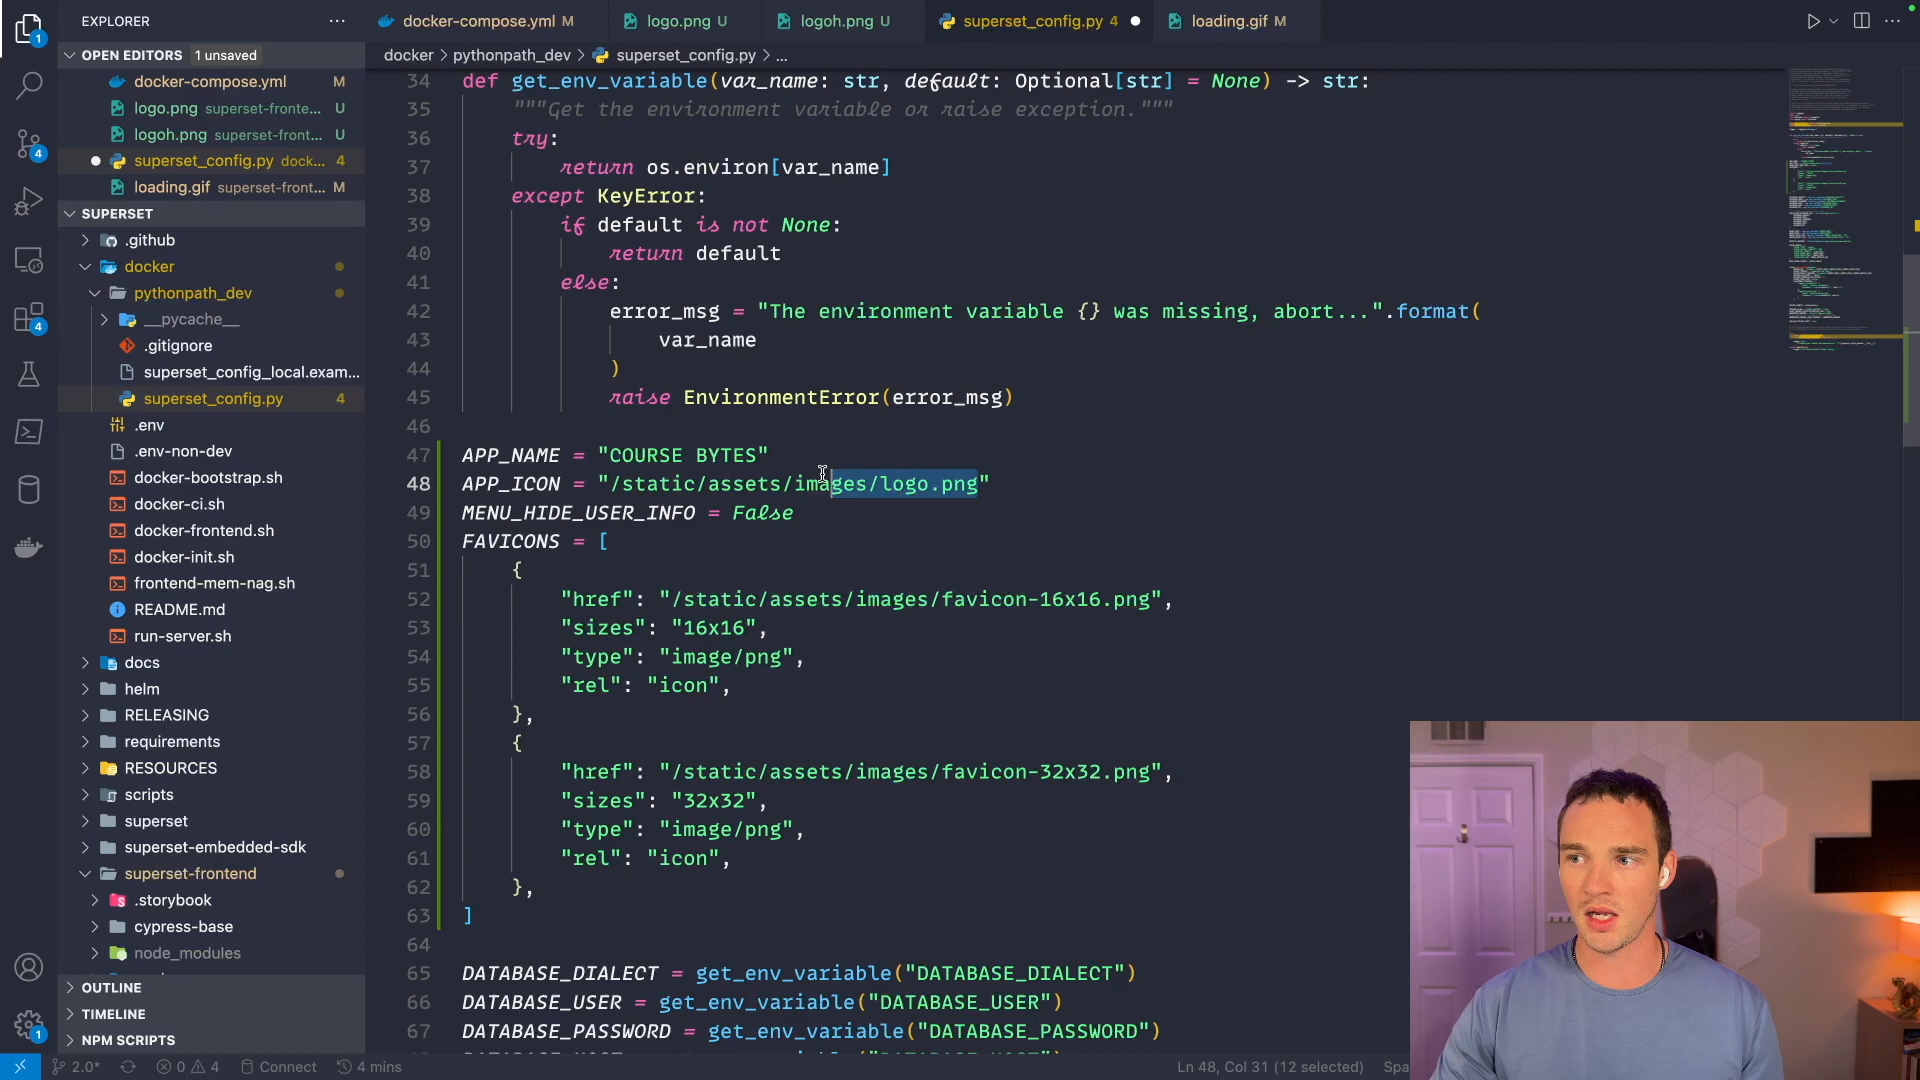 EXPLORER
docker-compose.yml M
logo.png U
logoh.png U
superset_config.py 4
loading.gif M
OPEN EDITORS 1 unsaved
docker > pythonpath_dev > superset_config.py > ...
docker-compose.yml M
logo.png superset-fronte... U
logoh.png superset-front... U
superset_config.py dock... 4
loading.gif superset-front... M
SUPERSET
.github
docker
pythonpath_dev
__pycache__
.gitignore
superset_config_local.exam...
superset_config.py 4
.env
.env-non-dev
docker-bootstrap.sh
docker-ci.sh
docker-frontend.sh
docker-init.sh
frontend-mem-nag.sh
README.md
run-server.sh
docs
helm
RELEASING
requirements
RESOURCES
scripts
superset
superset-embedded-sdk
superset-frontend
.storybook
cypress-base
node_modules
OUTLINE
TIMELINE
NPM SCRIPTS
34 def get_env_variable(var_name: str, default: Optional[str] = None) -> str:
35 """Get the environment variable or raise exception."""
36 try:
37 return os.environ[var_name]
38 except KeyError:
39 if default is not None:
40 return default
41 else:
42 error_msg = "The environment variable {} was missing, abort...".format(
43 var_name
44 )
45 raise EnvironmentError(error_msg)
46
47 APP_NAME = "COURSE BYTES"
48 APP_ICON = "/static/assets/images/logo.png"
49 MENU_HIDE_USER_INFO = False
50 FAVICONS = [
51 {
52 "href": "/static/assets/images/favicon-16x16.png",
53 "sizes": "16x16",
54 "type": "image/png",
55 "rel": "icon",
56 },
57 {
58 "href": "/static/assets/images/favicon-32x32.png",
59 "sizes": "32x32",
60 "type": "image/png",
61 "rel": "icon",
62 },
63 ]
64
65 DATABASE_DIALECT = get_env_variable("DATABASE_DIALECT")
66 DATABASE_USER = get_env_variable("DATABASE_USER")
67 DATABASE_PASSWORD = get_env_variable("DATABASE_PASSWORD")
2.0* 0 4 Connect 4 mins
Ln 48, Col 31 (12 selected) Spa